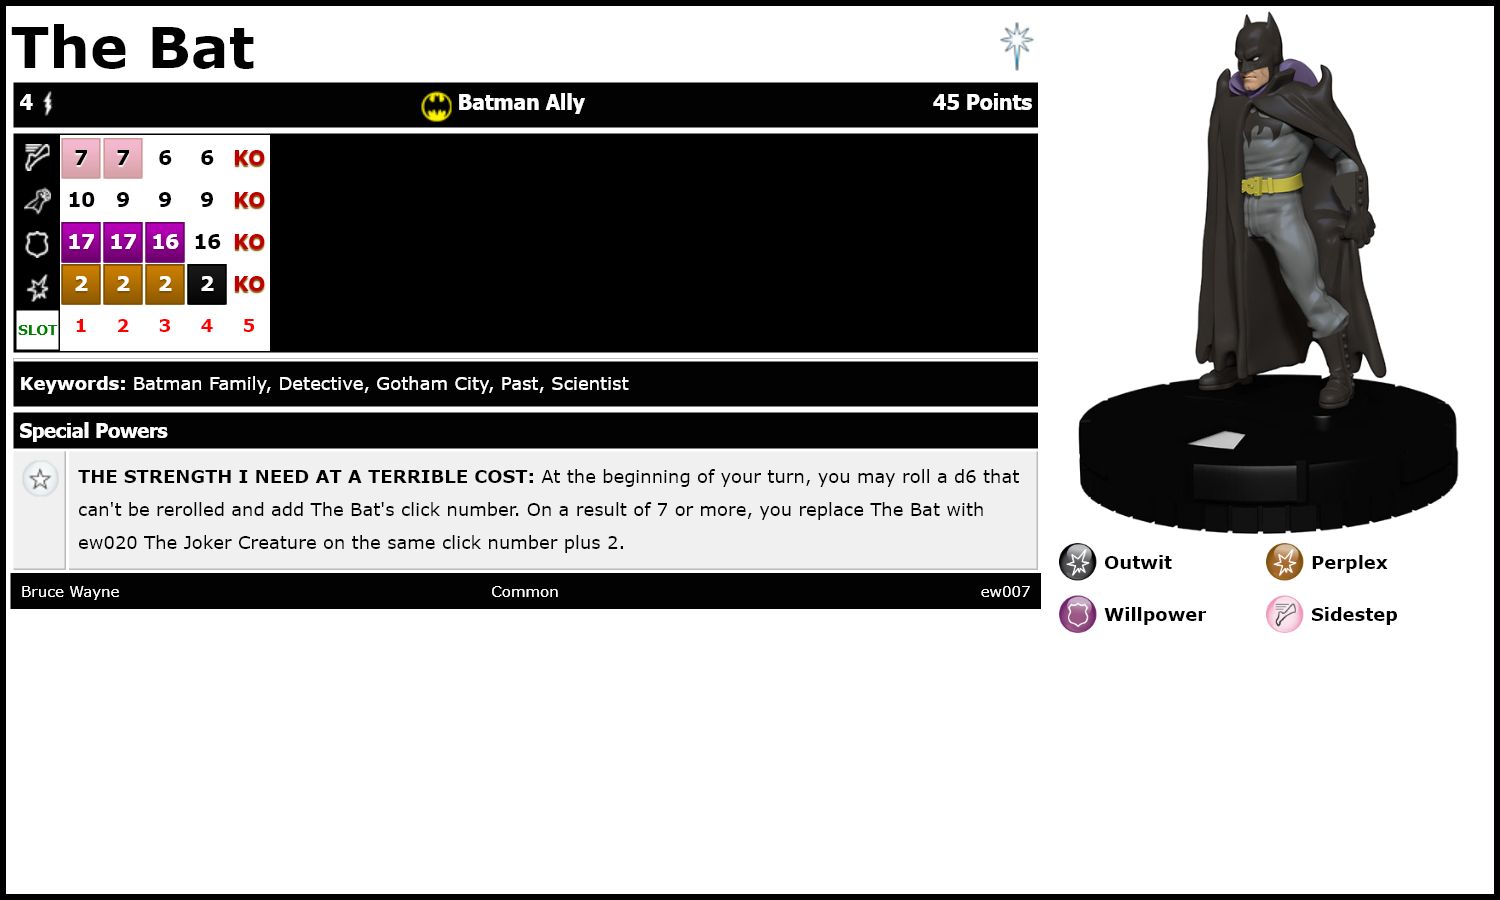 The Bat
4 Batman Ally 45 Points
7 7 6 6 KO
10 9 9 9 KO
17 17 16 16 KO
2 2 2 2 KO
SLOT 1 2 3 4 5
Keywords: Batman Family, Detective, Gotham City, Past, Scientist
Special Powers
THE STRENGTH I NEED AT A TERRIBLE COST: At the beginning of your turn, you may roll a d6 that
can't be rerolled and add The Bat's click number. On a result of 7 or more, you replace The Bat with
ew020 The Joker Creature on the same click number plus 2.
Bruce Wayne Common ew007
Outwit Perplex
Willpower Sidestep